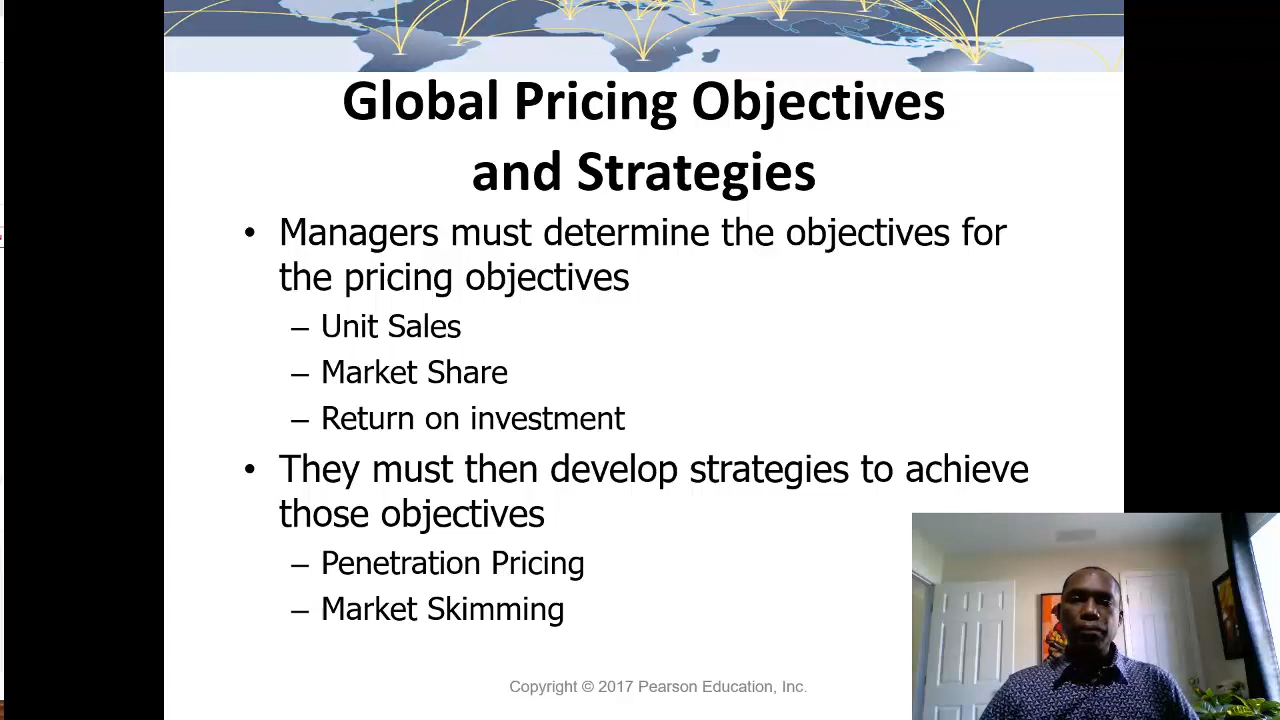 Global Pricing Objectives
and Strategies
• Managers must determine the objectives for
the pricing objectives
– Unit Sales
– Market Share
– Return on investment
• They must then develop strategies to achieve
those objectives
– Penetration Pricing
– Market Skimming
Copyright © 2017 Pearson Education, Inc.